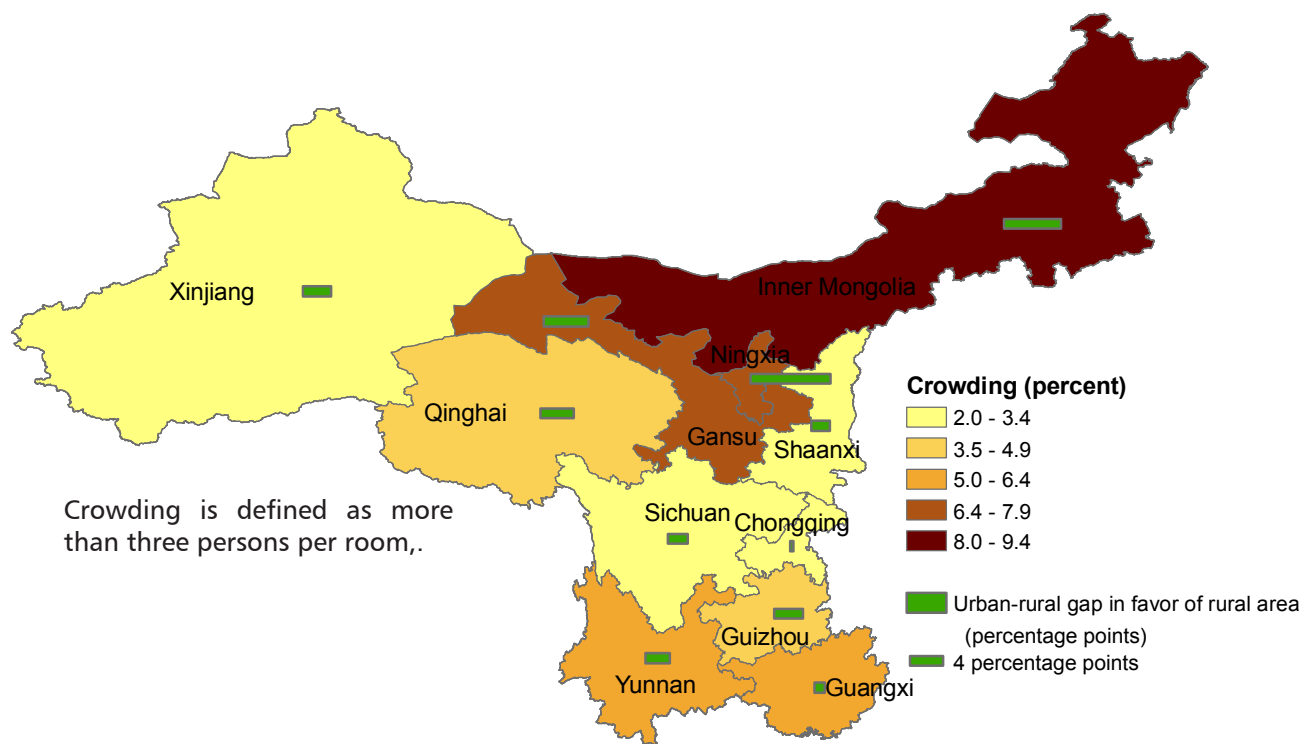 Inner Mongolia
Xinjiang
Ningxia
Qinghai
Gansu
Shaanxi
Sichuan
Chongqing
Guizhou
Yunnan
Guangxi
Crowding is defined as more
than three persons per room,.
Crowding (percent)
2.0 - 3.4
3.5 - 4.9
5.0 - 6.4
6.4 - 7.9
8.0 - 9.4
Urban-rural gap in favor of rural area
(percentage points)
4 percentage points